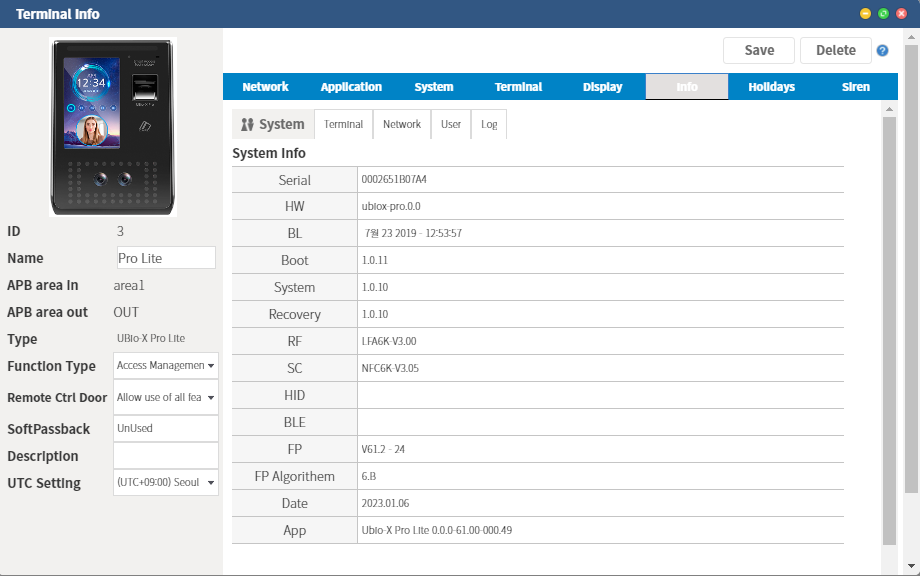 Terminal Info
Save
Delete
?
Network Application System Terminal Display Info Holidays Siren
System Terminal Network User Log
System Info
Serial 0002651B07A4
HW ubiox-pro.0.0
BL 7월 23 2019 - 12:53:57
Boot 1.0.11
System 1.0.10
Recovery 1.0.10
RF LFA6K-V3.00
SC NFC6K-V3.05
HID
BLE
FP V61.2 - 24
FP Algorithem 6.B
Date 2023.01.06
App Ubio-X Pro Lite 0.0.0-61.00-000.49
12:34
ID 3
Name Pro Lite
APB area in area1
APB area out OUT
Type UBio-X Pro Lite
Function Type Access Managemen
Remote Ctrl Door Allow use of all fea
SoftPassback UnUsed
Description
UTC Setting (UTC+09:00) Seoul